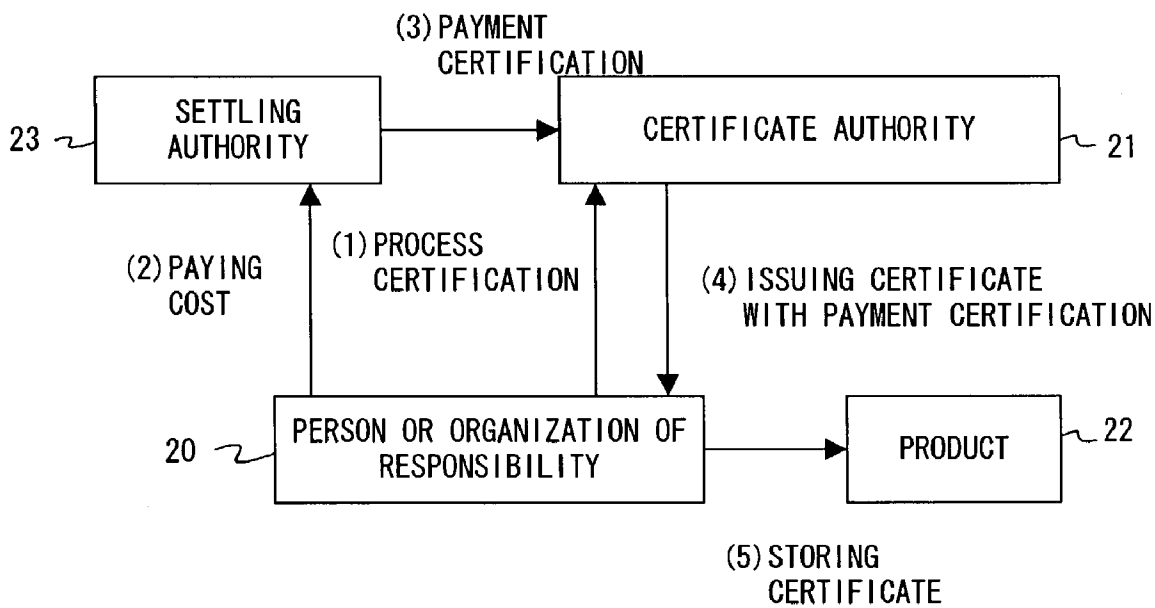 (3) PAYMENT
CERTIFICATION
SETTLING
AUTHORITY
23
CERTIFICATE AUTHORITY
21
(2) PAYING
COST
(1) PROCESS
CERTIFICATION
(4) ISSUING CERTIFICATE
WITH PAYMENT CERTIFICATION
20
PERSON OR ORGANIZATION OF
RESPONSIBILITY
PRODUCT
22
(5) STORING
CERTIFICATE